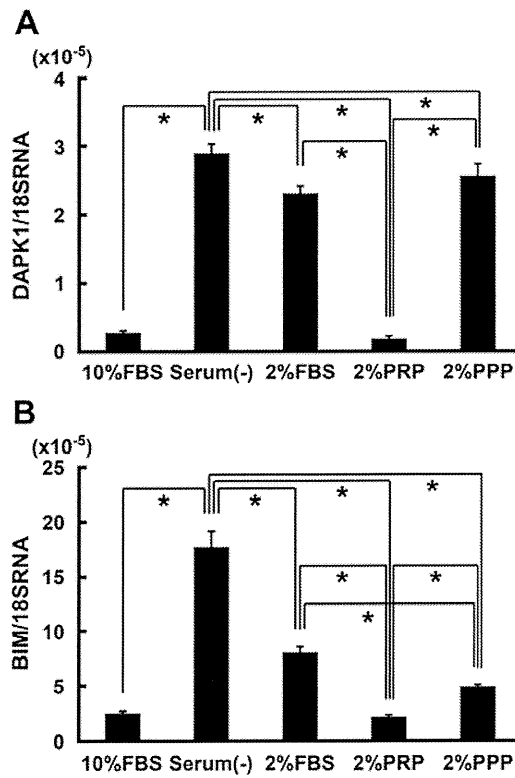 A
(x10-5)
DAPK1/18SRNA
4
3
2
1
0
* * * * * *
10%FBS Serum(-) 2%FBS 2%PRP 2%PPP
B
(x10-5)
BIM/18SRNA
25
20
15
10
5
0
* * * * * * *
10%FBS Serum(-) 2%FBS 2%PRP 2%PPP